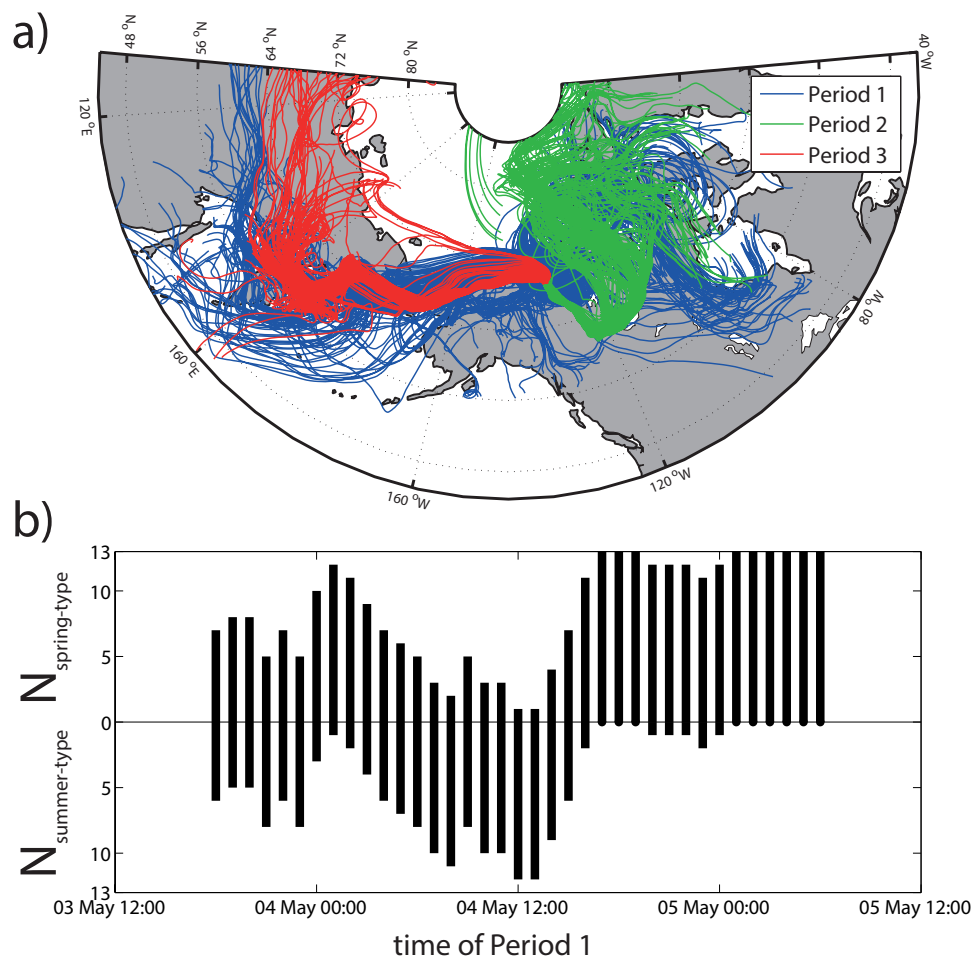 a)
48 °N
56 °N
64 °N
72 °N
80 °N
40 °W
120 °E
Period 1
Period 2
Period 3
80 °W
160 °E
120 °W
160 °W
b)
13
10
5
0
5
10
13
N spring-type
N summer-type
03 May 12:00
04 May 00:00
04 May 12:00
05 May 00:00
05 May 12:00
time of Period 1